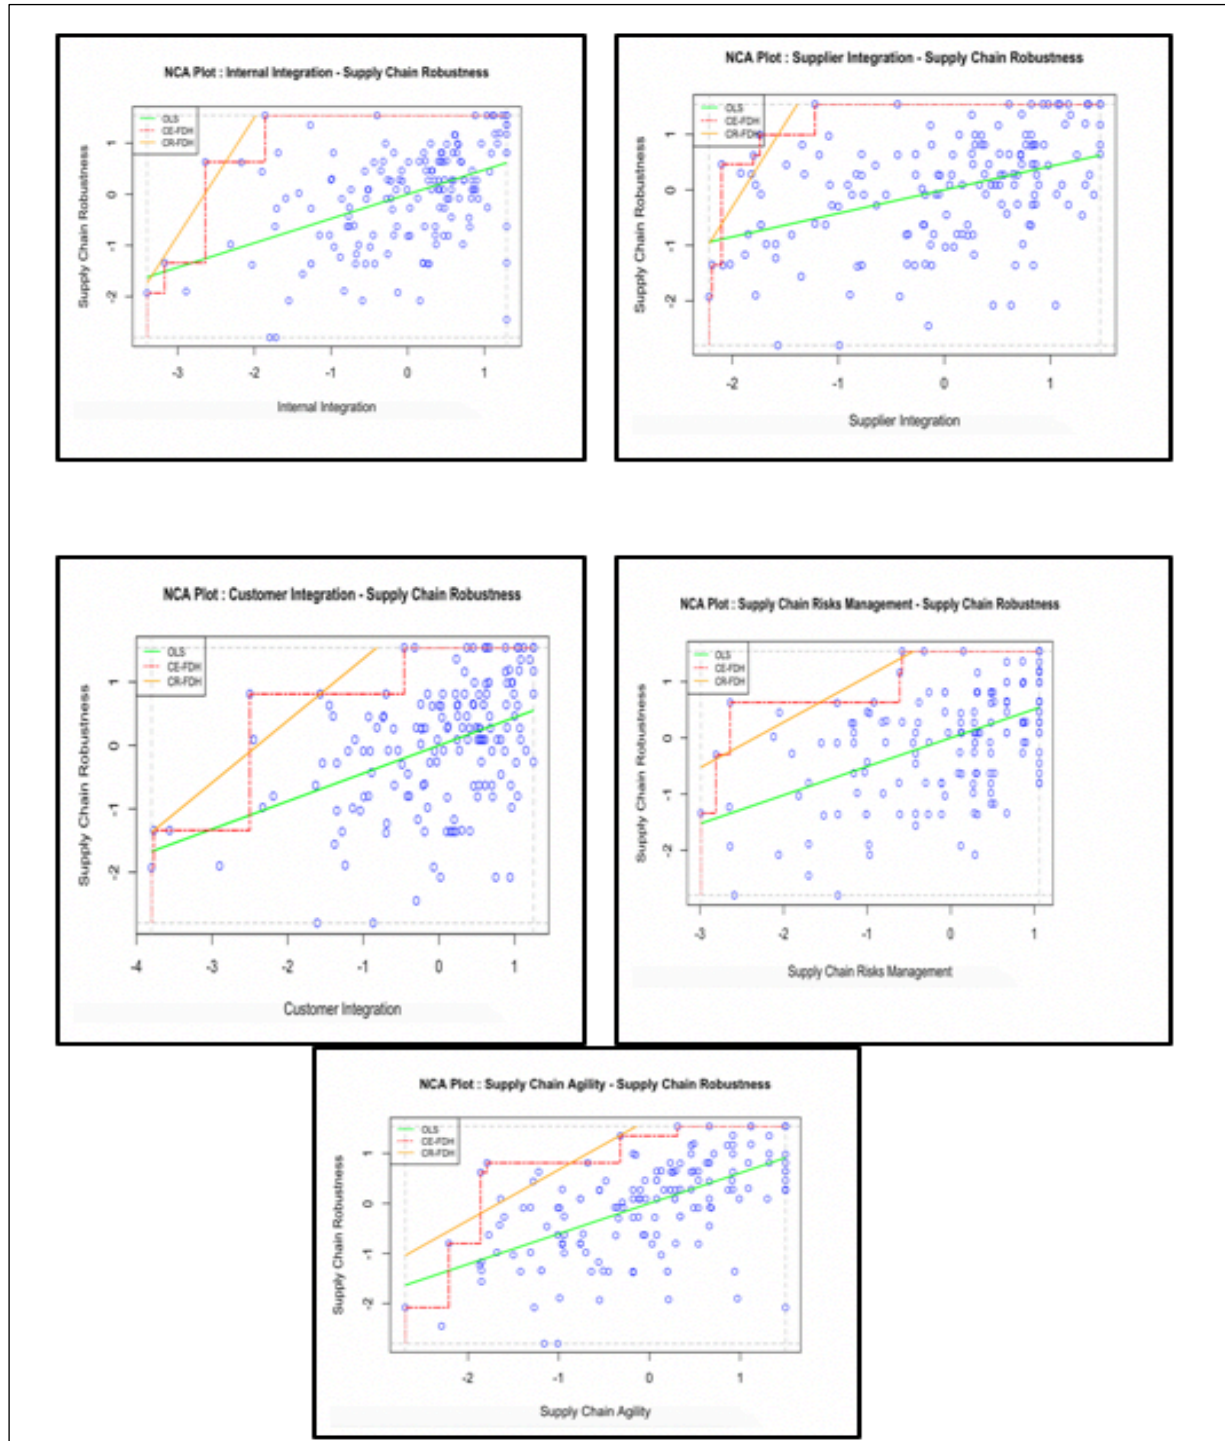 NCA Plot : Internal Integration - Supply Chain Robustness
OLS
CE-FDH
CR-FDH
Supply Chain Robustness
1
0
-1
-2
-3 -2 -1 0 1
Internal Integration
NCA Plot : Supplier Integration - Supply Chain Robustness
OLS
CE-FDH
CR-FDH
Supply Chain Robustness
1
0
-1
-2
-2 -1 0 1
Supplier Integration
NCA Plot : Customer Integration - Supply Chain Robustness
OLS
CE-FDH
CR-FDH
Supply Chain Robustness
1
0
-1
-2
-4 -3 -2 -1 0 1
Customer Integration
NCA Plot : Supply Chain Risks Management - Supply Chain Robustness
OLS
CE-FDH
CR-FDH
Supply Chain Robustness
1
0
-1
-2
-3 -2 -1 0 1
Supply Chain Risks Management
NCA Plot : Supply Chain Agility - Supply Chain Robustness
OLS
CE-FDH
CR-FDH
Supply Chain Robustness
1
0
-1
-2
-2 -1 0 1
Supply Chain Agility